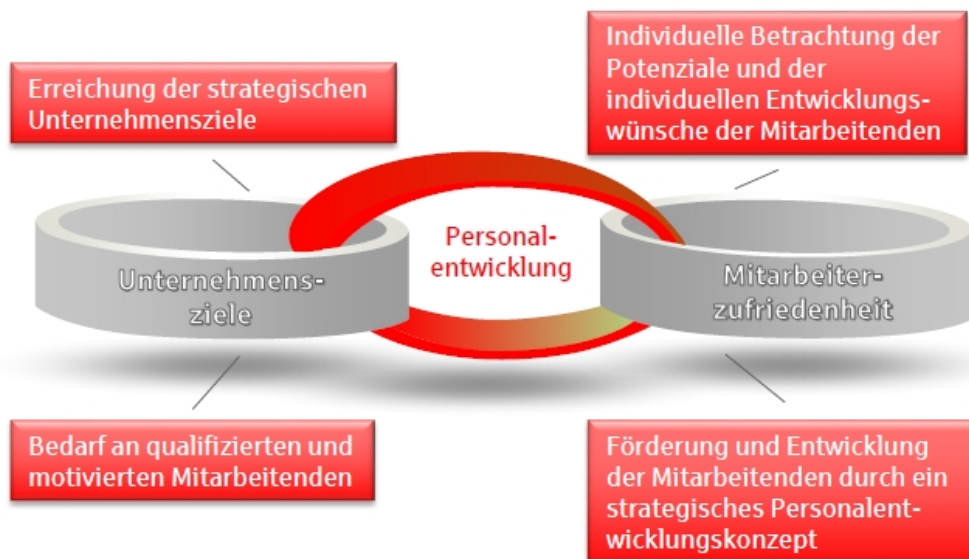 Erreichung der strategischen
Unternehmensziele
Individuelle Betrachtung der
Potenziale und der
individuellen Entwicklungs-
wünsche der Mitarbeitenden
Unternehmens-
ziele
Personal-
entwicklung
Mitarbeiter-
zufriedenheit
Bedarf an qualifizierten und
motivierten Mitarbeitenden
Förderung und Entwicklung
der Mitarbeitenden durch ein
strategisches Personalent-
wicklungskonzept